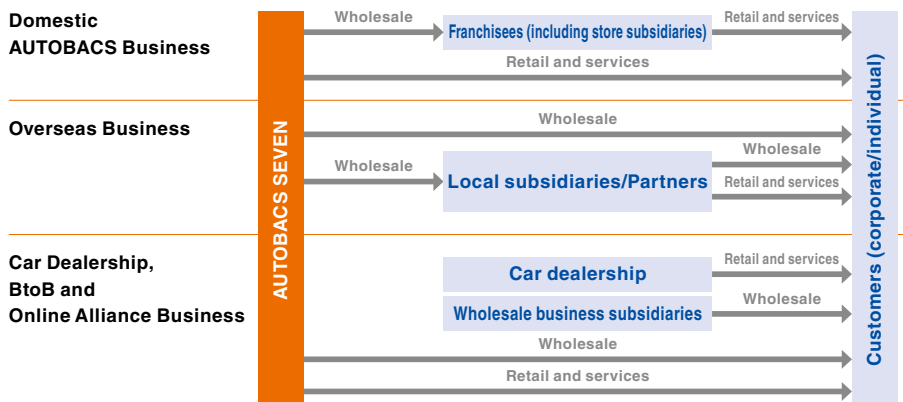 Domestic
AUTOBACS Business
Wholesale
Franchisees (including store subsidiaries)
Retail and services
Retail and services
Overseas Business
Wholesale
Wholesale
Local subsidiaries/Partners
Wholesale
Retail and services
Car Dealership,
BtoB and
Online Alliance Business
Car dealership
Retail and services
Wholesale business subsidiaries
Wholesale
Wholesale
Retail and services
AUTOBACS SEVEN
Customers (corporate/individual)